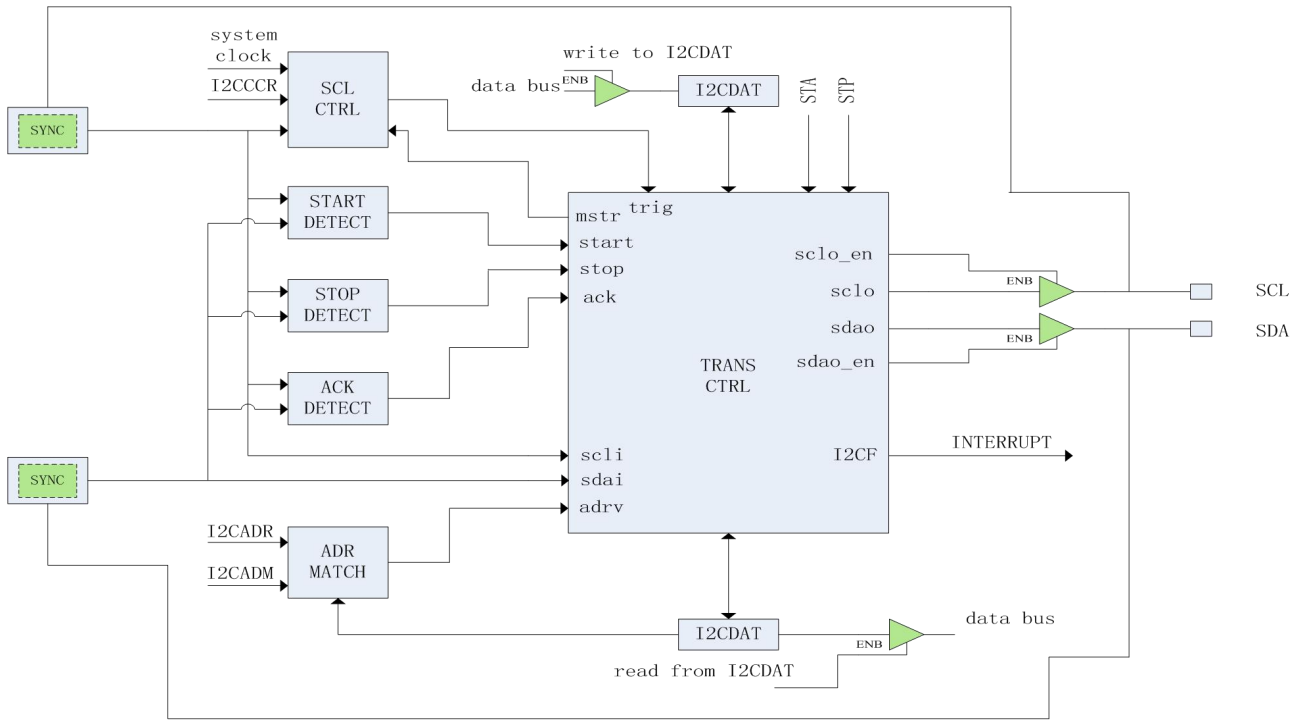 system
clock
I2CCCR
SYNC
SCL
CTRL
write to I2CDAT
data bus
ENB
I2CDAT
STA
STP
START
DETECT
STOP
DETECT
ACK
DETECT
mstr
trig
start
stop
ack
sclo_en
sclo
sdao
sdao_en
ENB
ENB
SCL
SDA
TRANS
CTRL
scli
sdai
adrv
I2CF
INTERRUPT
SYNC
I2CADR
I2CADM
ADR
MATCH
I2CDAT
ENB
data bus
read from I2CDAT